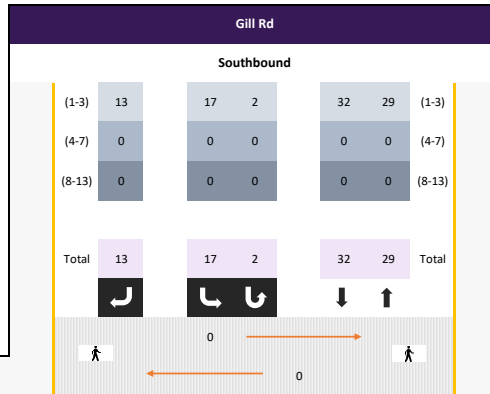 Gill Rd
Southbound
(1-3) 13 17 2 32 29 (1-3)
(4-7) 0 0 0 0 0 (4-7)
(8-13) 0 0 0 0 0 (8-13)
Total 13 17 2 32 29 Total
0
0